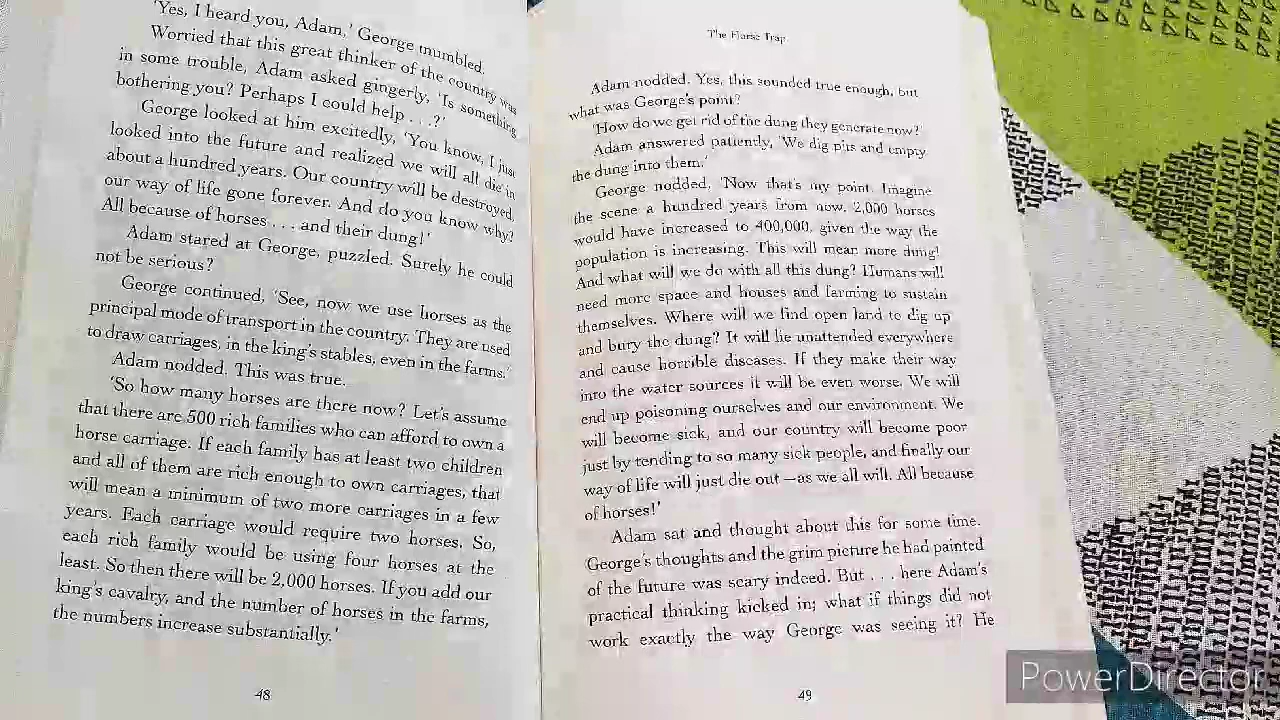 'Yes, I heard you, Adam,' George mumbled.
Worried that this great thinker of the country was
in some trouble, Adam asked gingerly, 'Is something
bothering you? Perhaps I could help . . .?'
George looked at him excitedly, 'You know, I just
looked into the future and realized we will all die in
about a hundred years. Our country will be destroyed,
our way of life gone forever. And do you know why?
All because of horses . . . and their dung!'
Adam stared at George, puzzled. Surely he could
not be serious?
George continued, 'See, now we use horses as the
principal mode of transport in the country. They are used
to draw carriages, in the king's stables, even in the farms.'
Adam nodded. This was true.
'So how many horses are there now? Let's assume
that there are 500 rich families who can afford to own a
horse carriage. If each family has at least two children
and all of them are rich enough to own carriages, that
will mean a minimum of two more carriages in a few
years. Each carriage would require two horses. So,
each rich family would be using four horses at the
least. So then there will be 2,000 horses. If you add our
king's cavalry, and the number of horses in the farms,
the numbers increase substantially.'
48
The Horse Trap
Adam nodded. Yes, this sounded true enough, but
what was George's point?
'How do we get rid of the dung they generate now?'
Adam answered patiently, 'We dig pits and empty
the dung into them.'
George nodded. 'Now that's my point. Imagine
the scene a hundred years from now. 2,000 horses
would have increased to 400,000, given the way the
population is increasing. This will mean more dung!
And what will we do with all this dung? Humans will
need more space and houses and farming to sustain
themselves. Where will we find open land to dig up
and bury the dung? It will lie unattended everywhere
and cause horrible diseases. If they make their way
into the water sources it will be even worse. We will
end up poisoning ourselves and our environment. We
will become sick, and our country will become poor
just by tending to so many sick people, and finally our
way of life will just die out—as we all will. All because
of horses!'
Adam sat and thought about this for some time.
George's thoughts and the grim picture he had painted
of the future was scary indeed. But . . . here Adam's
practical thinking kicked in; what if things did not
work exactly the way George was seeing it? He
49
PowerDirector